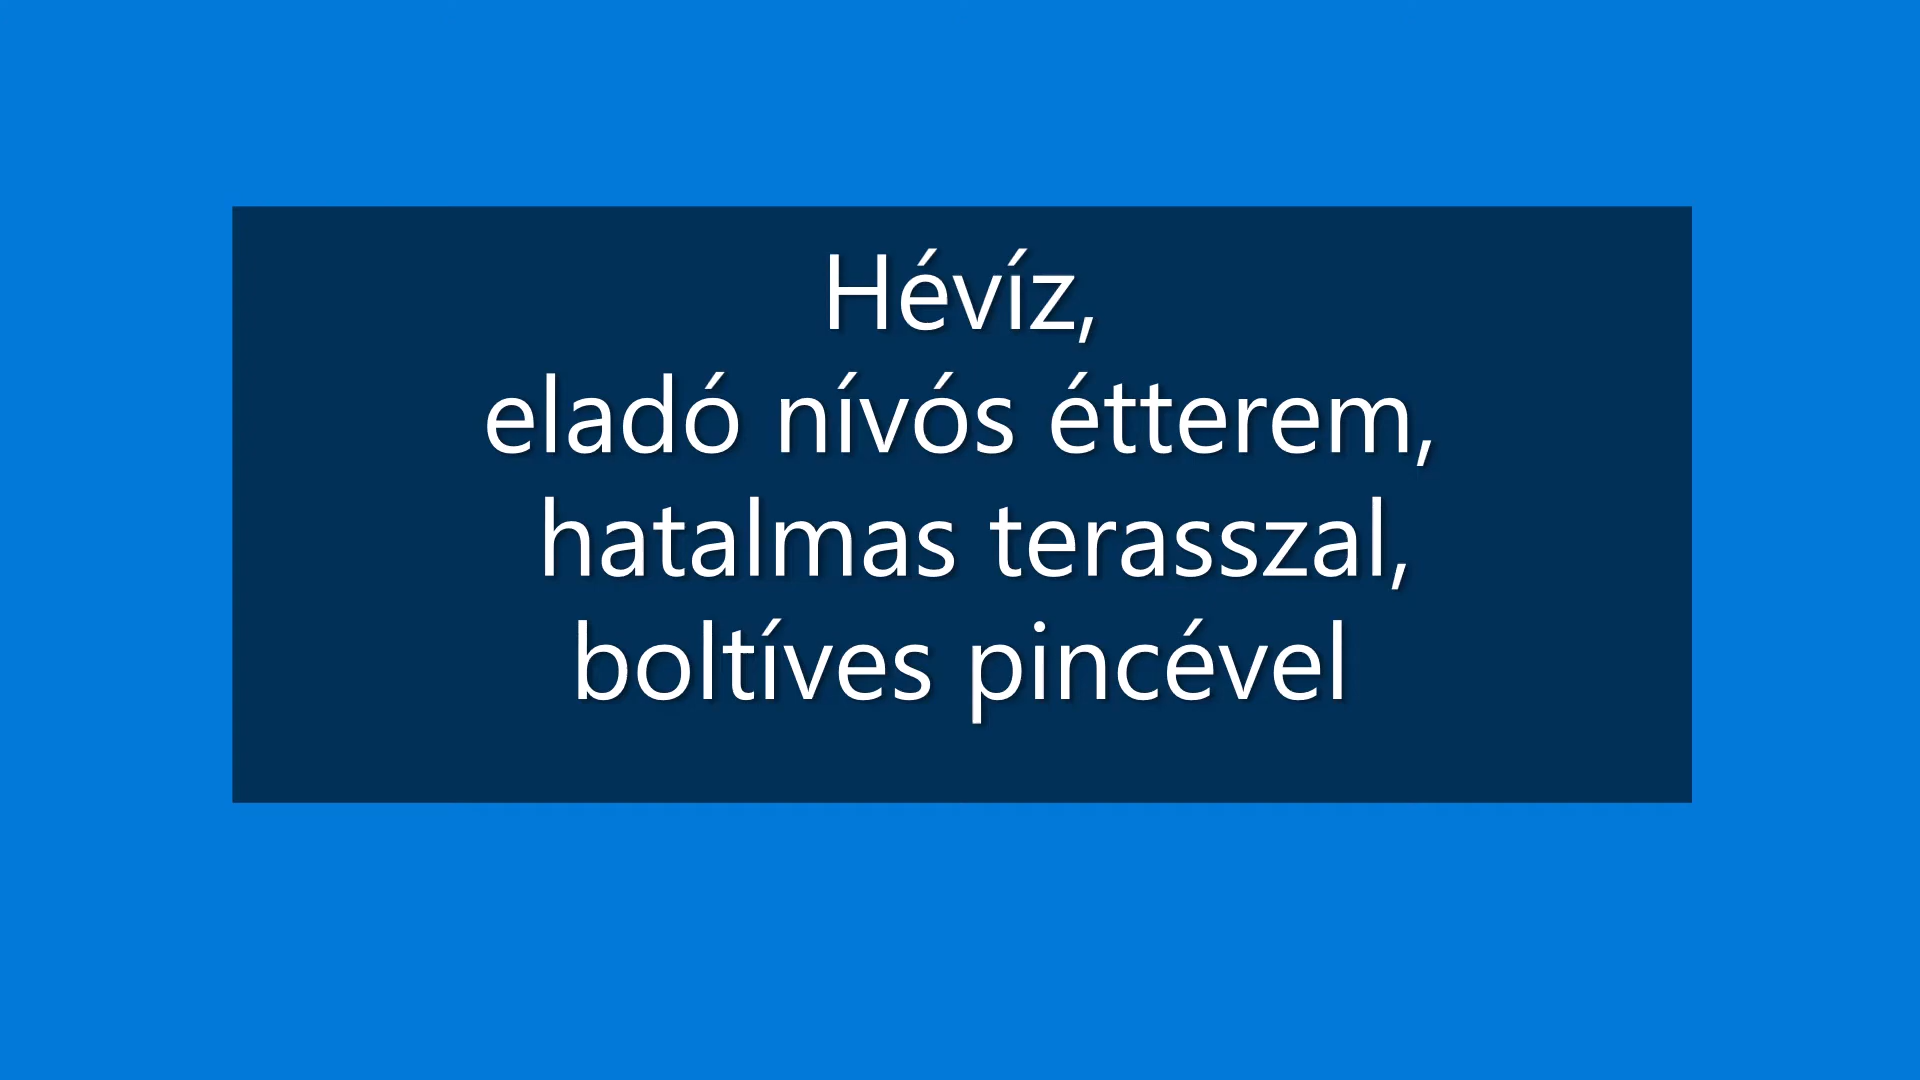 Hévíz,
eladó nívós étterem,
hatalmas terasszal,
boltíves pincével